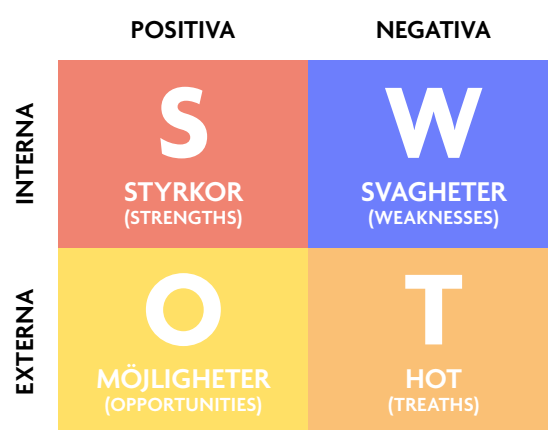 POSITIVA NEGATIVA
INTERNA
S W
STYRKOR SVAGHETER
(STRENGTHS) (WEAKNESSES)
EXTERNA
O T
MÖJLIGHETER HOT
(OPPORTUNITIES) (TREATHS)